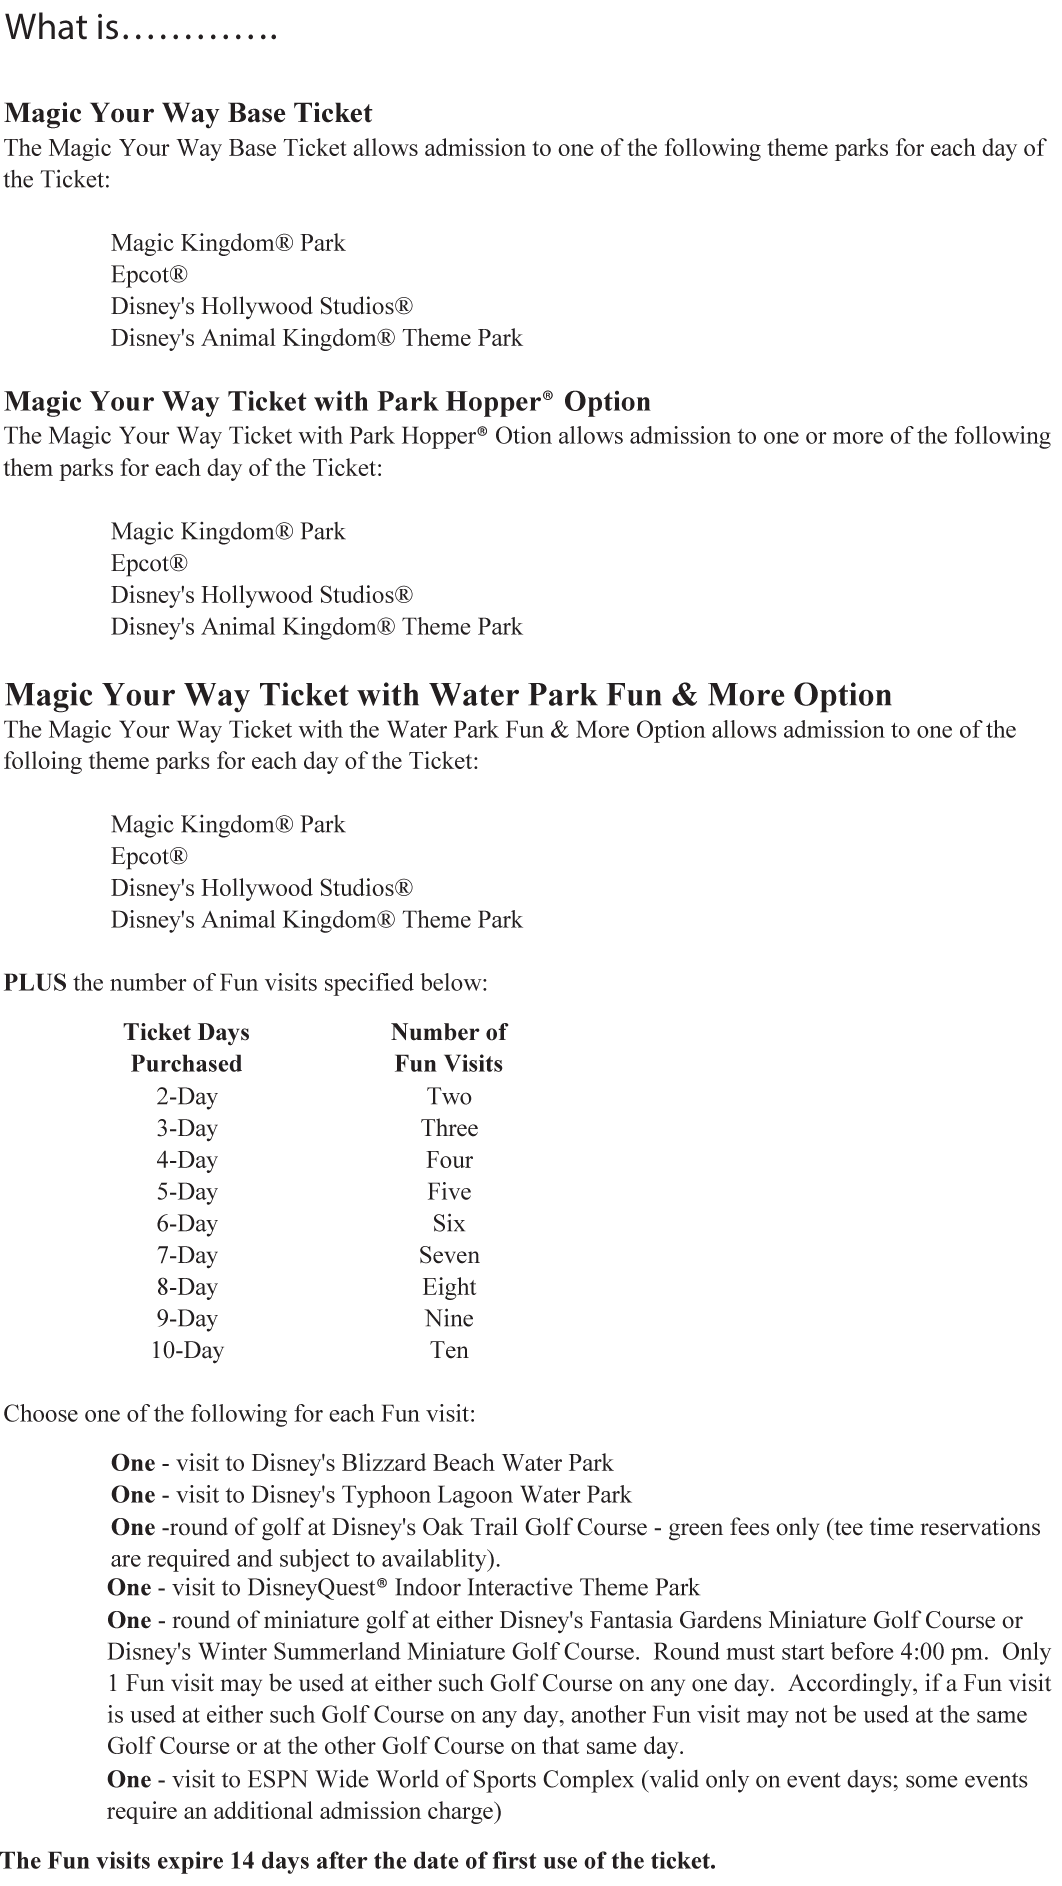 What is………….
Magic Your Way Base Ticket
The Magic Your Way Base Ticket allows admission to one of the following theme parks for each day of
the Ticket:
Magic Kingdom® Park
Epcot®
Disney's Hollywood Studios®
Disney's Animal Kingdom® Theme Park
Magic Your Way Ticket with Park Hopper® Option
The Magic Your Way Ticket with Park Hopper® Otion allows admission to one or more of the following
them parks for each day of the Ticket:
Magic Kingdom® Park
Epcot®
Disney's Hollywood Studios®
Disney's Animal Kingdom® Theme Park
Magic Your Way Ticket with Water Park Fun & More Option
The Magic Your Way Ticket with the Water Park Fun & More Option allows admission to one of the
folloing theme parks for each day of the Ticket:
Magic Kingdom® Park
Epcot®
Disney's Hollywood Studios®
Disney's Animal Kingdom® Theme Park
PLUS the number of Fun visits specified below:
Ticket Days Number of
Purchased Fun Visits
2-Day Two
3-Day Three
4-Day Four
5-Day Five
6-Day Six
7-Day Seven
8-Day Eight
9-Day Nine
10-Day Ten
Choose one of the following for each Fun visit:
One - visit to Disney's Blizzard Beach Water Park
One - visit to Disney's Typhoon Lagoon Water Park
One -round of golf at Disney's Oak Trail Golf Course - green fees only (tee time reservations
are required and subject to availablity).
One - visit to DisneyQuest® Indoor Interactive Theme Park
One - round of miniature golf at either Disney's Fantasia Gardens Miniature Golf Course or
Disney's Winter Summerland Miniature Golf Course.  Round must start before 4:00 pm.  Only
1 Fun visit may be used at either such Golf Course on any one day.  Accordingly, if a Fun visit
is used at either such Golf Course on any day, another Fun visit may not be used at the same
Golf Course or at the other Golf Course on that same day.
One - visit to ESPN Wide World of Sports Complex (valid only on event days; some events
require an additional admission charge)
The Fun visits expire 14 days after the date of first use of the ticket.